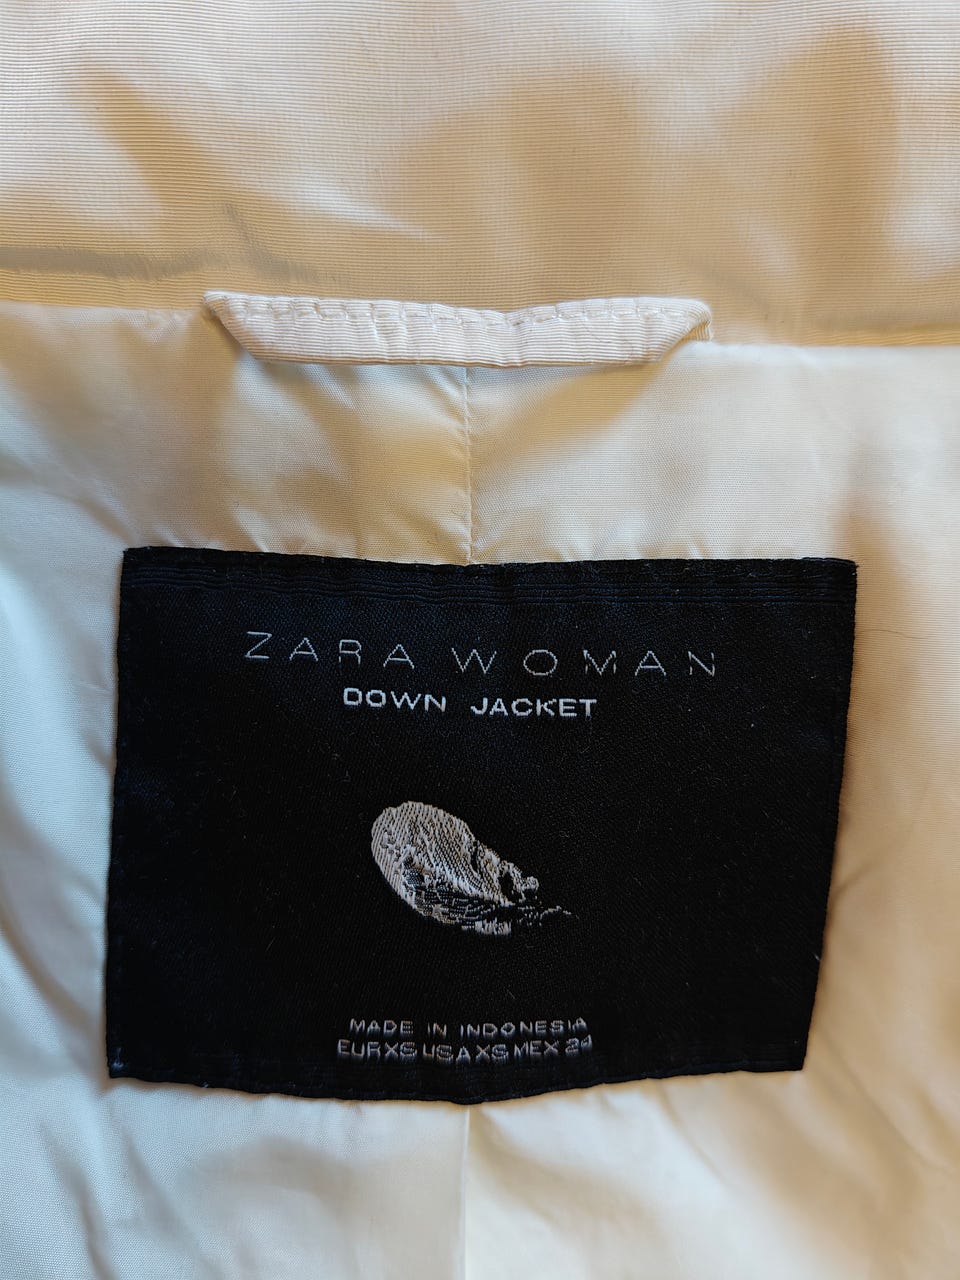 ZARA WOMAN
DOWN JACKET
MADE IN INDONESIA
EUR XS USA XS MEX 24